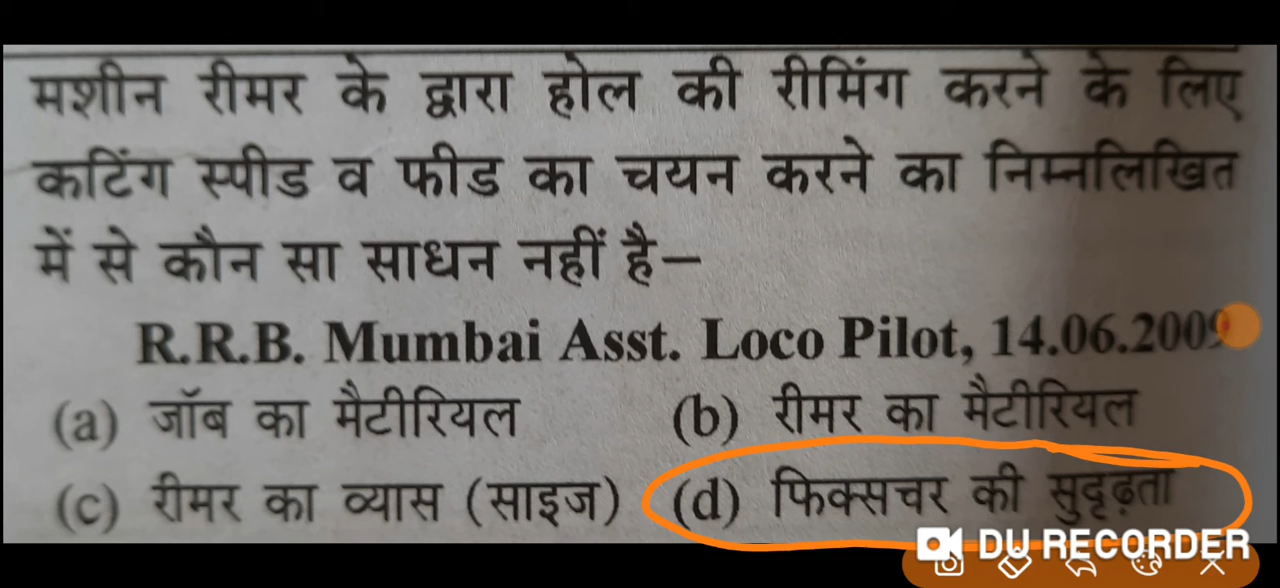 मशीन रीमर के द्वारा होल की रीमिंग करने के लिए
कटिंग स्पीड व फीड का चयन करने का निम्नलिखित
में से कौन सा साधन नहीं है—
R.R.B. Mumbai Asst. Loco Pilot, 14.06.2009
(a) जॉब का मैटीरियल (b) रीमर का मैटीरियल
(c) रीमर का व्यास (साइज) (d) फिक्सचर की सुदृढ़ता
DU RECORDER